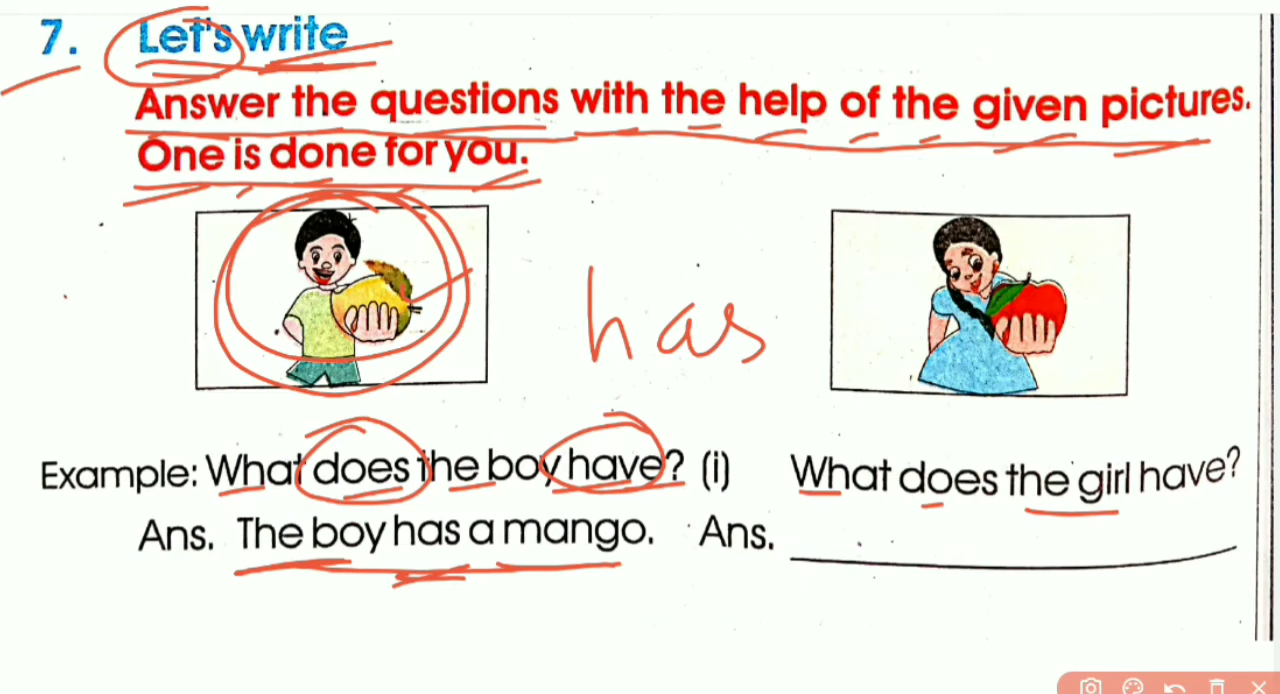 7. Let's write
Answer the questions with the help of the given pictures.
One is done for you.
has
Example: What does the boy have? (i) What does the girl have?
Ans. The boy has a mango. Ans.